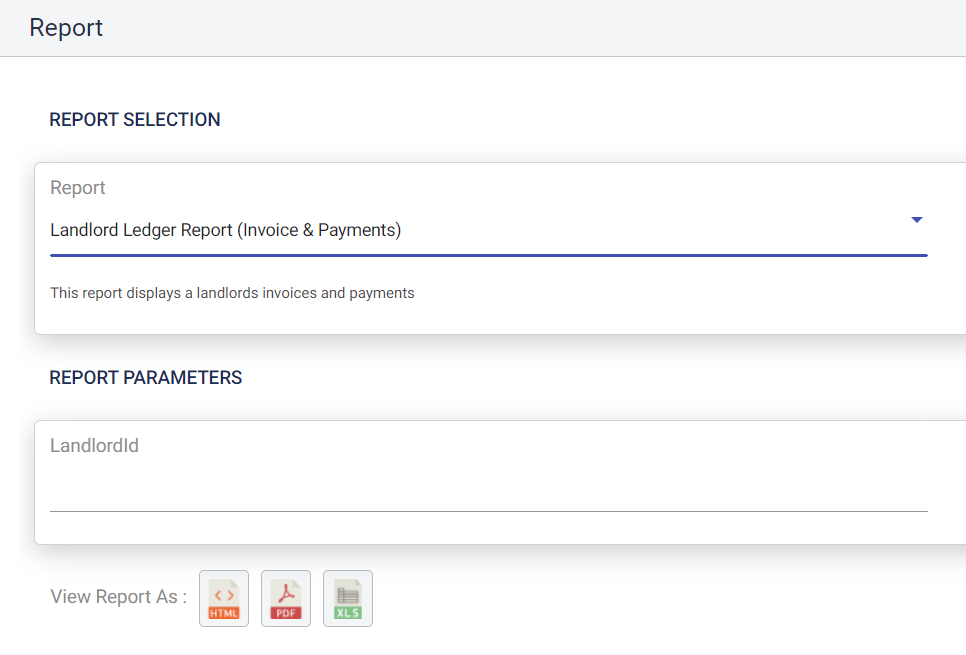 Report
REPORT SELECTION
Report
Landlord Ledger Report (Invoice & Payments)
This report displays a landlords invoices and payments
REPORT PARAMETERS
LandlordId
View Report As :
HTML
PDF
XLS